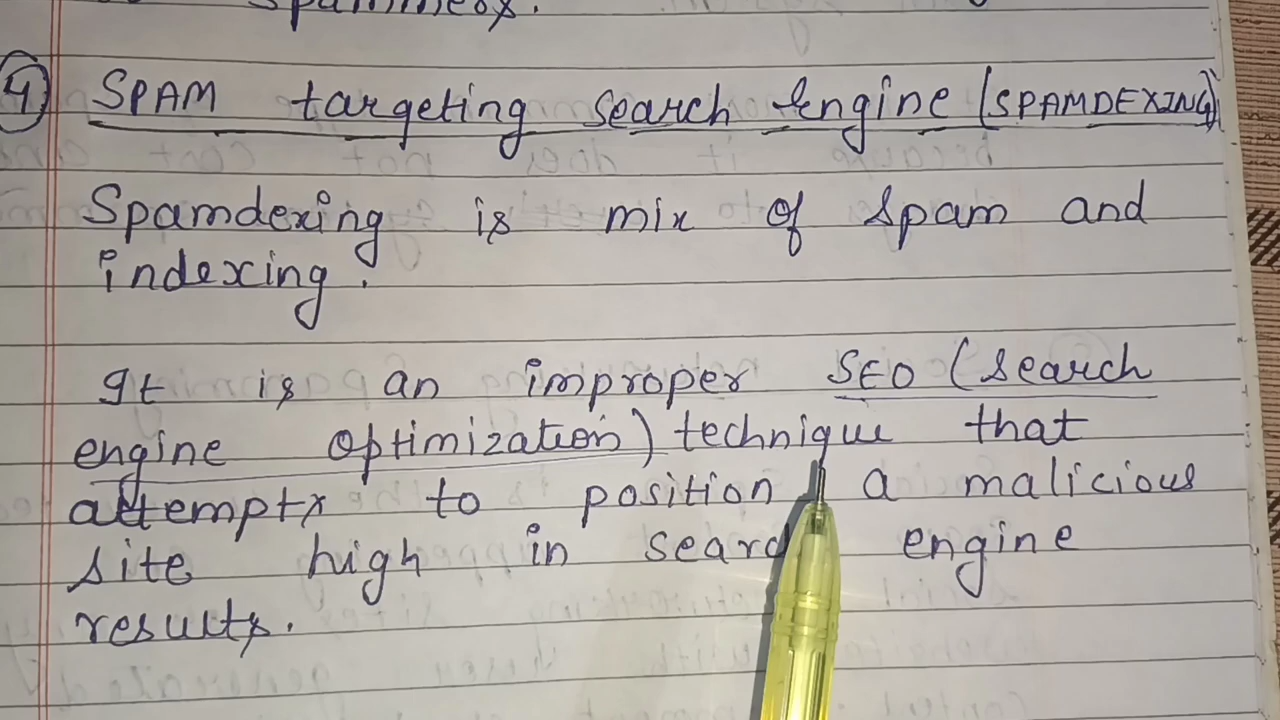 spammers.
4 SPAM targeting search engine (SPAMDEXING)
Spamdexing is mix of spam and
indexing.
It is an improper SEO (search
engine optimization) technique that
attempts to position a malicious
site high in search engine
results.